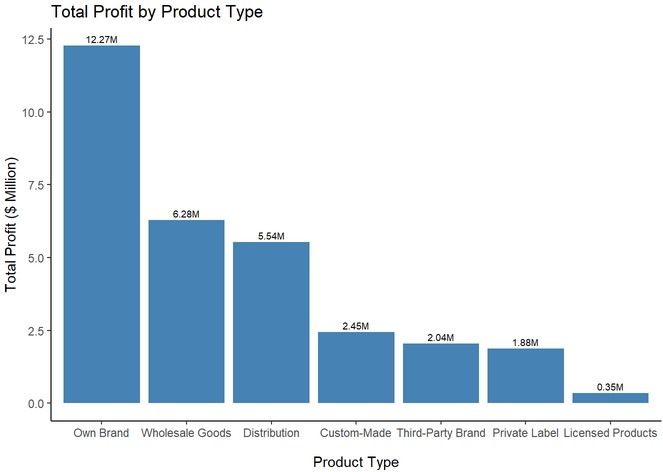 Total Profit by Product Type
Total Profit ($ Million)
12.5
10.0
7.5
5.0
2.5
0.0
12.27M
6.28M
5.54M
2.45M
2.04M
1.88M
0.35M
Own Brand
Wholesale Goods
Distribution
Custom-Made
Third-Party Brand
Private Label
Licensed Products
Product Type